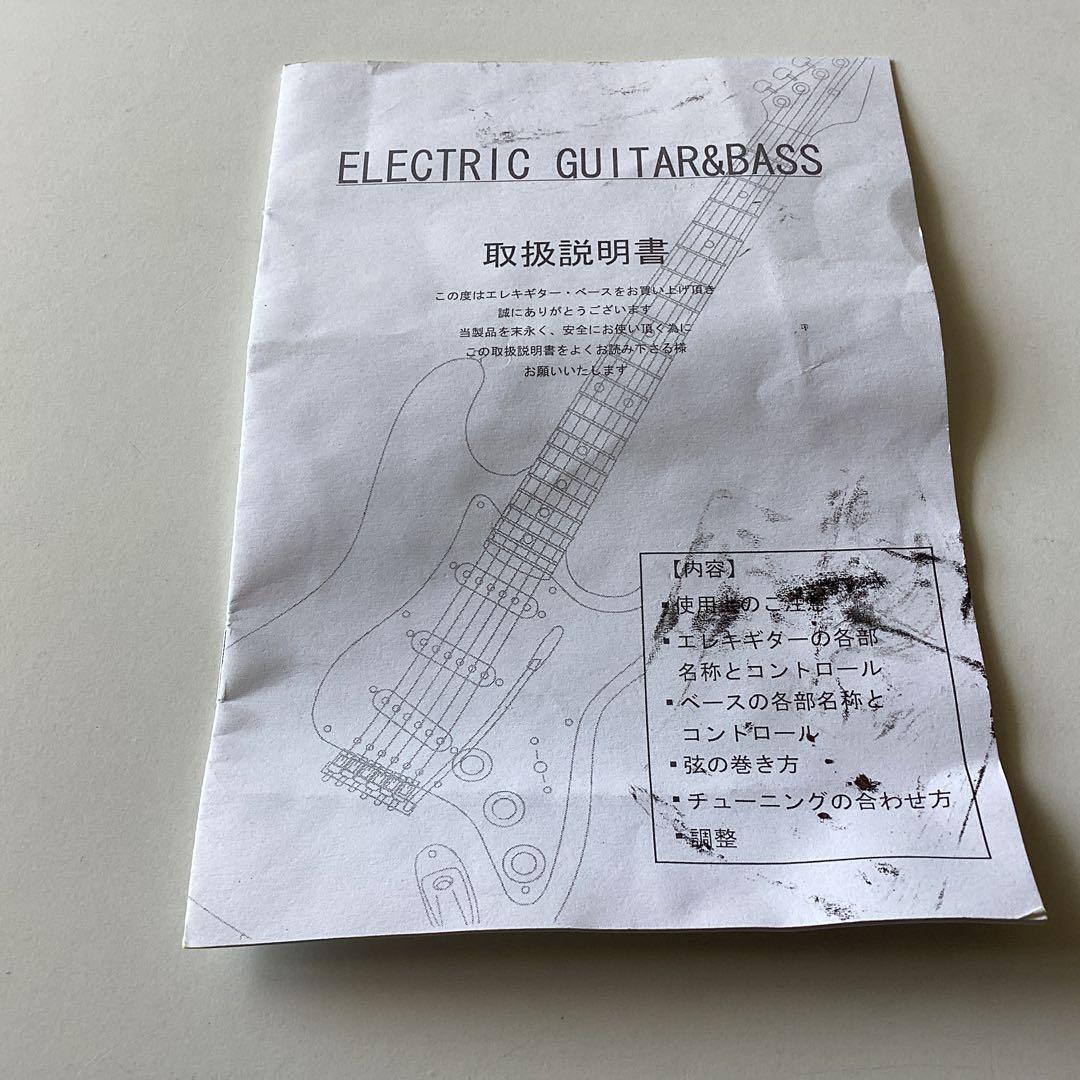 ELECTRIC GUITAR&BASS
取扱説明書
この度はエレキギター・ベースをお買い上げ頂き
誠にありがとうございます
当製品を末永く、安全にお使い頂く為に
この取扱説明書をよくお読み下さる様
お願いいたします
【内容】
▪使用上のご注意
▪エレキギターの各部
名称とコントロール
▪ベースの各部名称と
コントロール
▪弦の巻き方
▪チューニングの合わせ方
▪調整